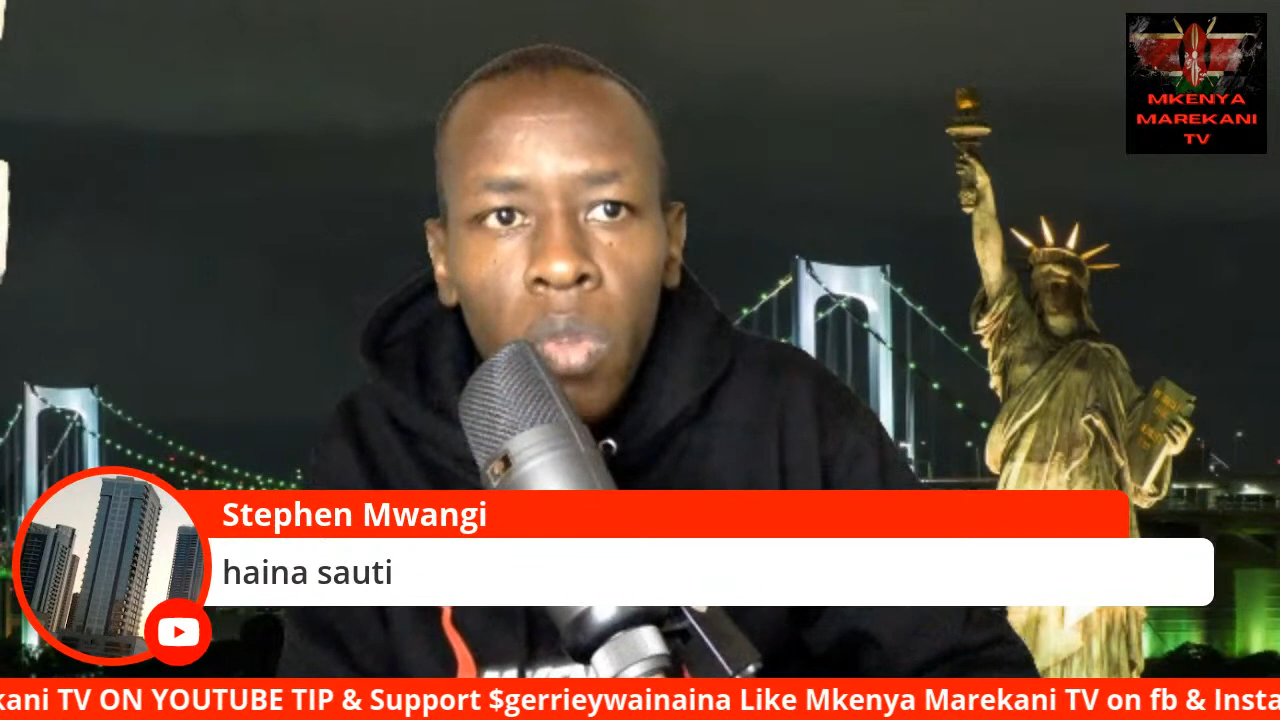 MKENYA
MAREKANI
TV
Stephen Mwangi
haina sauti
kani TV ON YOUTUBE TIP & Support $gerrieywainaina Like Mkenya Marekani TV on fb & Insta